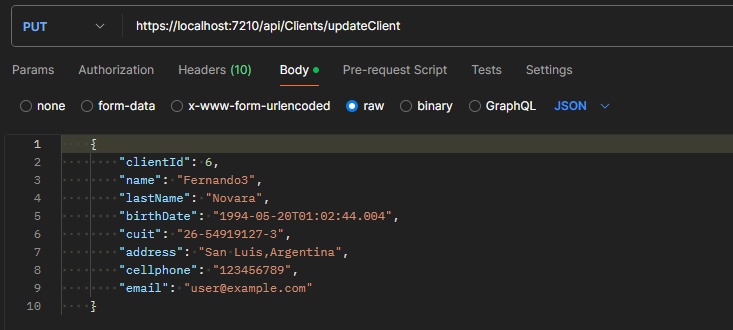 PUT https://localhost:7210/api/Clients/updateClient
Params Authorization Headers (10) Body Pre-request Script Tests Settings
none form-data x-www-form-urlencoded raw binary GraphQL JSON
1 {
2 "clientId": 6,
3 "name": "Fernando3",
4 "lastName": "Novara",
5 "birthDate": "1994-05-20T01:02:44.004",
6 "cuit": "26-54919127-3",
7 "address": "San Luis,Argentina",
8 "cellphone": "123456789",
9 "email": "user@example.com"
10 }